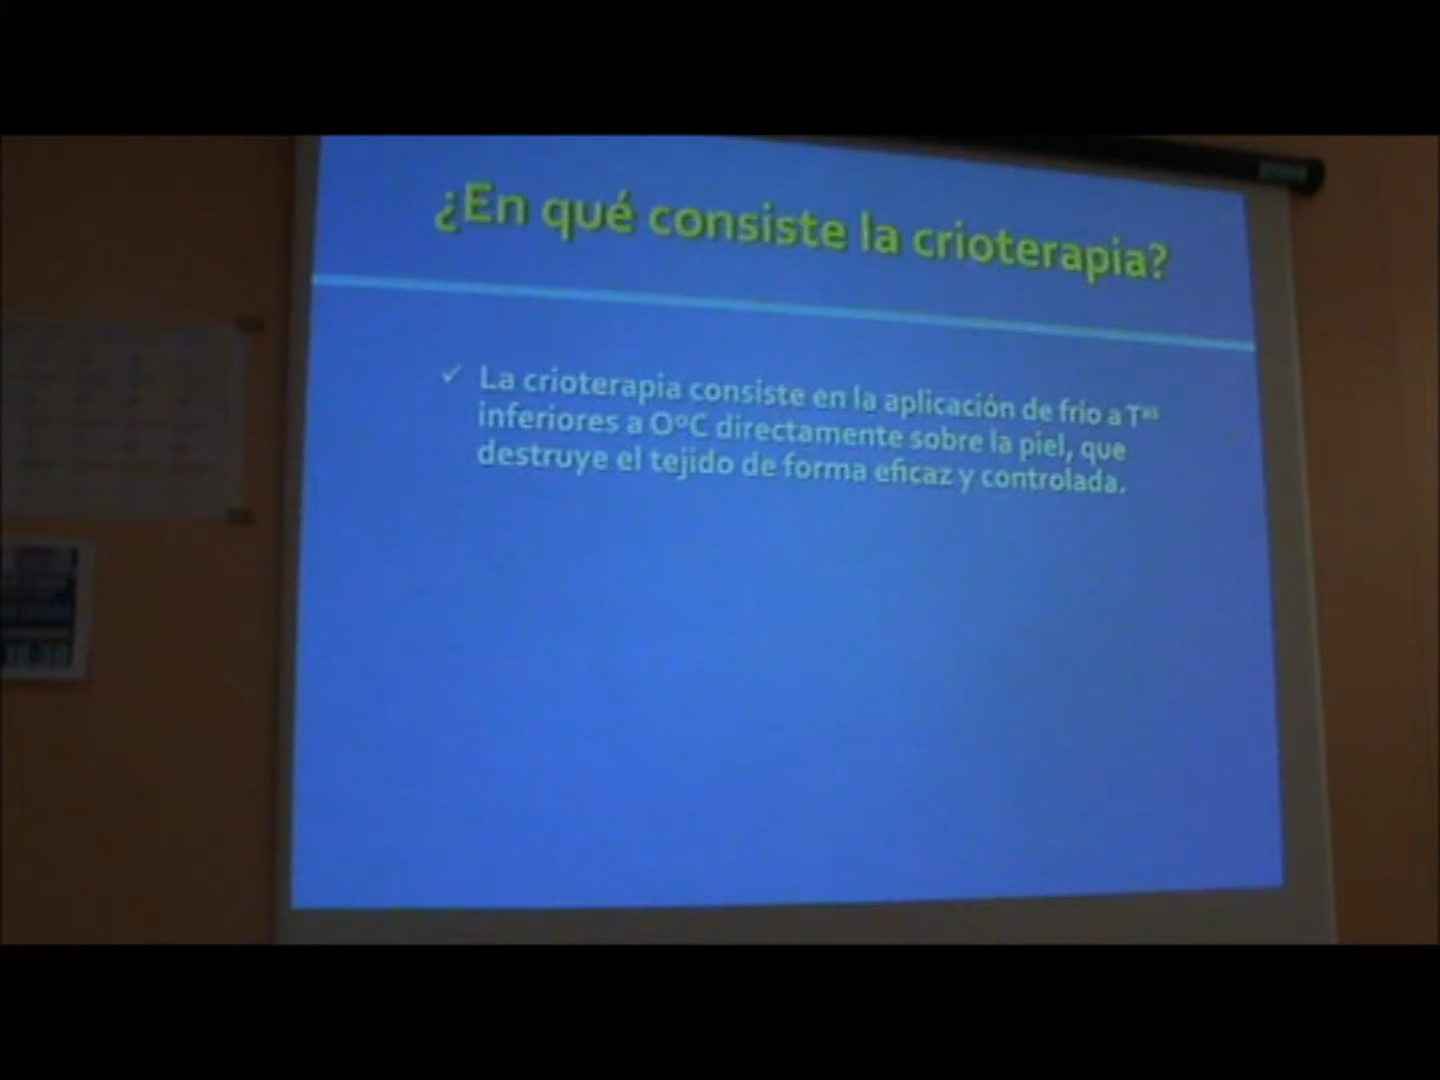 ¿En qué consiste la crioterapia?
✓ La crioterapia consiste en la aplicación de frío a Tᵃˢ
inferiores a OºC directamente sobre la piel, que
destruye el tejido de forma eficaz y controlada.